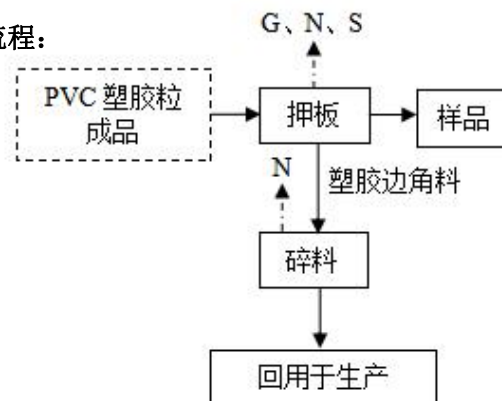 流程：
G、N、S
PVC 塑胶粒
成品
押板
样品
N
塑胶边角料
碎料
回用于生产